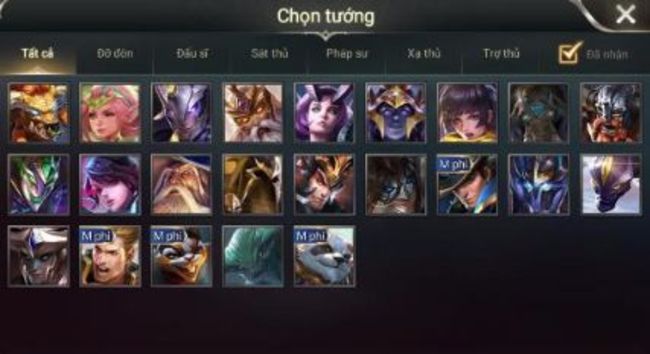 Chọn tướng
Tất cả Đỡ đòn Đấu sĩ Sát thủ Pháp sư Xạ thủ Trợ thủ Đã nhận
M phí
M phí M phí M phí